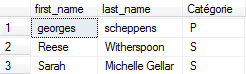 first_name last_name Catégorie
1 georges scheppens P
2 Reese Witherspoon S
3 Sarah Michelle Gellar S